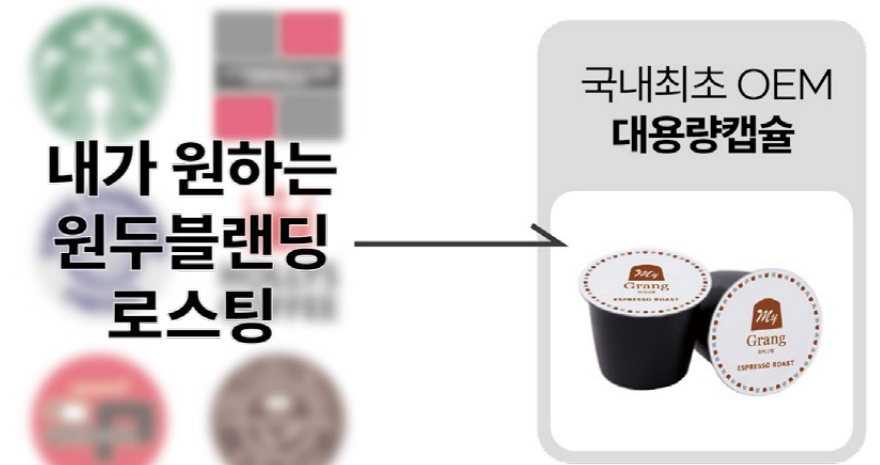 내가 원하는
원두블랜딩
로스팅
국내최초 OEM
대용량캡슐
My
Grang
ESPRESSO ROAST
My
Grang
ESPRESSO ROAST